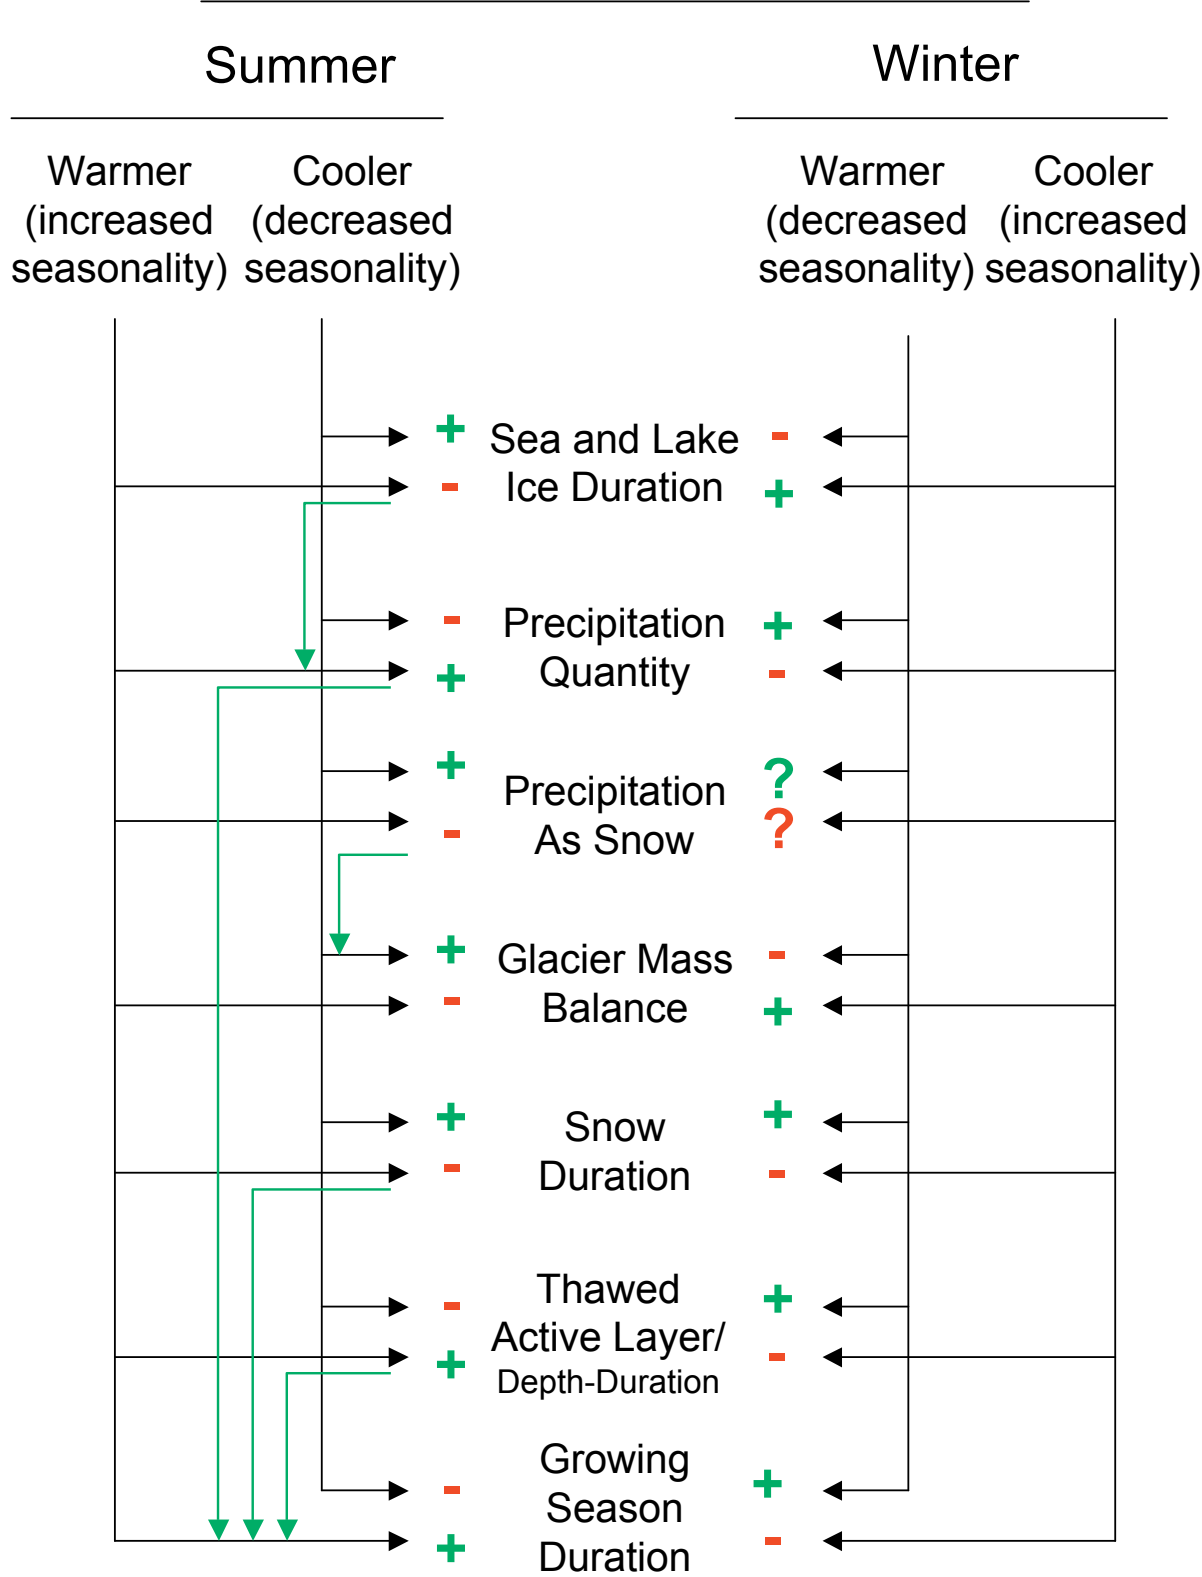 Summer
Winter
Warmer
(increased
seasonality)
Cooler
(decreased
seasonality)
Warmer
(decreased
seasonality)
Cooler
(increased
seasonality)
+ Sea and Lake -
- Ice Duration +
- Precipitation +
+ Quantity -
+ Precipitation ?
- As Snow ?
+ Glacier Mass -
- Balance +
+ Snow +
- Duration -
- Thawed +
+ Active Layer/ -
Depth-Duration
Growing
- Season +
+ Duration -